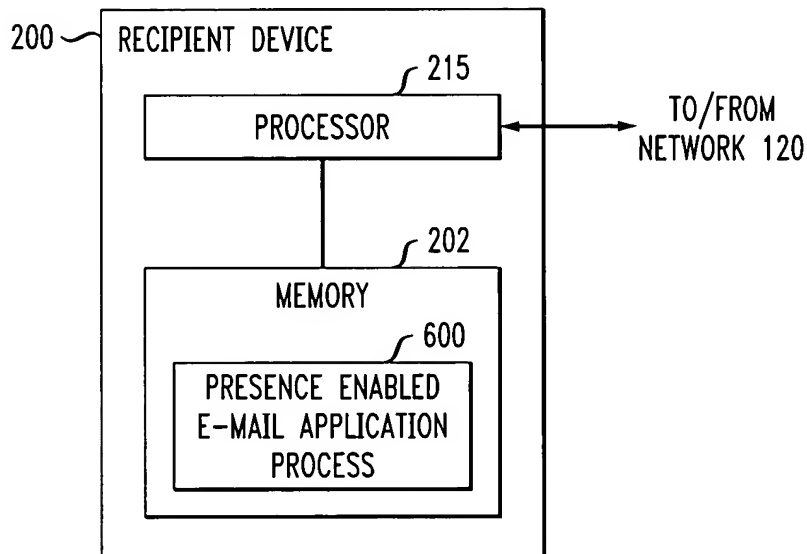 200
RECIPIENT DEVICE
215
PROCESSOR
TO/FROM
NETWORK 120
202
MEMORY
600
PRESENCE ENABLED
E-MAIL APPLICATION
PROCESS